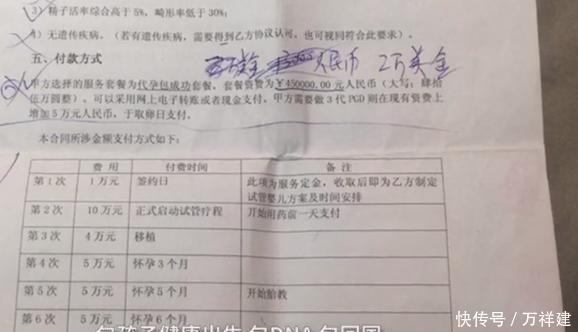 3）精子活率综合高于5%，畸形率低于30%；
4）无遗传疾病。（若有遗传疾病，需要得到乙方协议认可，也可视同符合此要求）。
五、付款方式
人民币 2万美金
甲方选择的服务套餐为代孕包成功套餐，套餐资费为￥450000.00元人民币（大写：肆拾
伍万圆整）。可以采用网上电子转账或者现金支付。甲方需要做3代PGD则在现有资费上
增加5万元人民币，于取卵日支付。
本合同所涉金额支付方式如下：
费 用 付费时间 备 注
第1次 1万元 签约日 此项为服务定金，收取后即为乙方制定
试管婴儿方案及时间安排
第2次 10万元 正式启动试管疗程 开始用药前一天支付
第3次 4万元 移植
第4次 5万元 怀孕3个月
第5次 5万元 怀孕5个月 开始胎教
第6次 5万元 怀孕6个月
包孩子健康出生 包DNA 包回国
快传号／万祥建